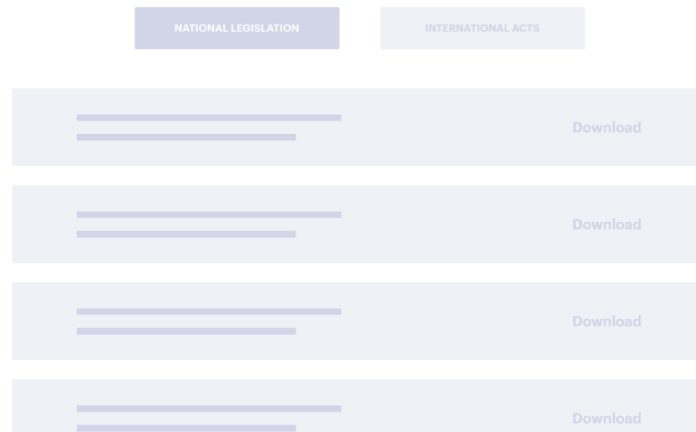 NATIONAL LEGISLATION
INTERNATIONAL ACTS
Download
Download
Download
Download